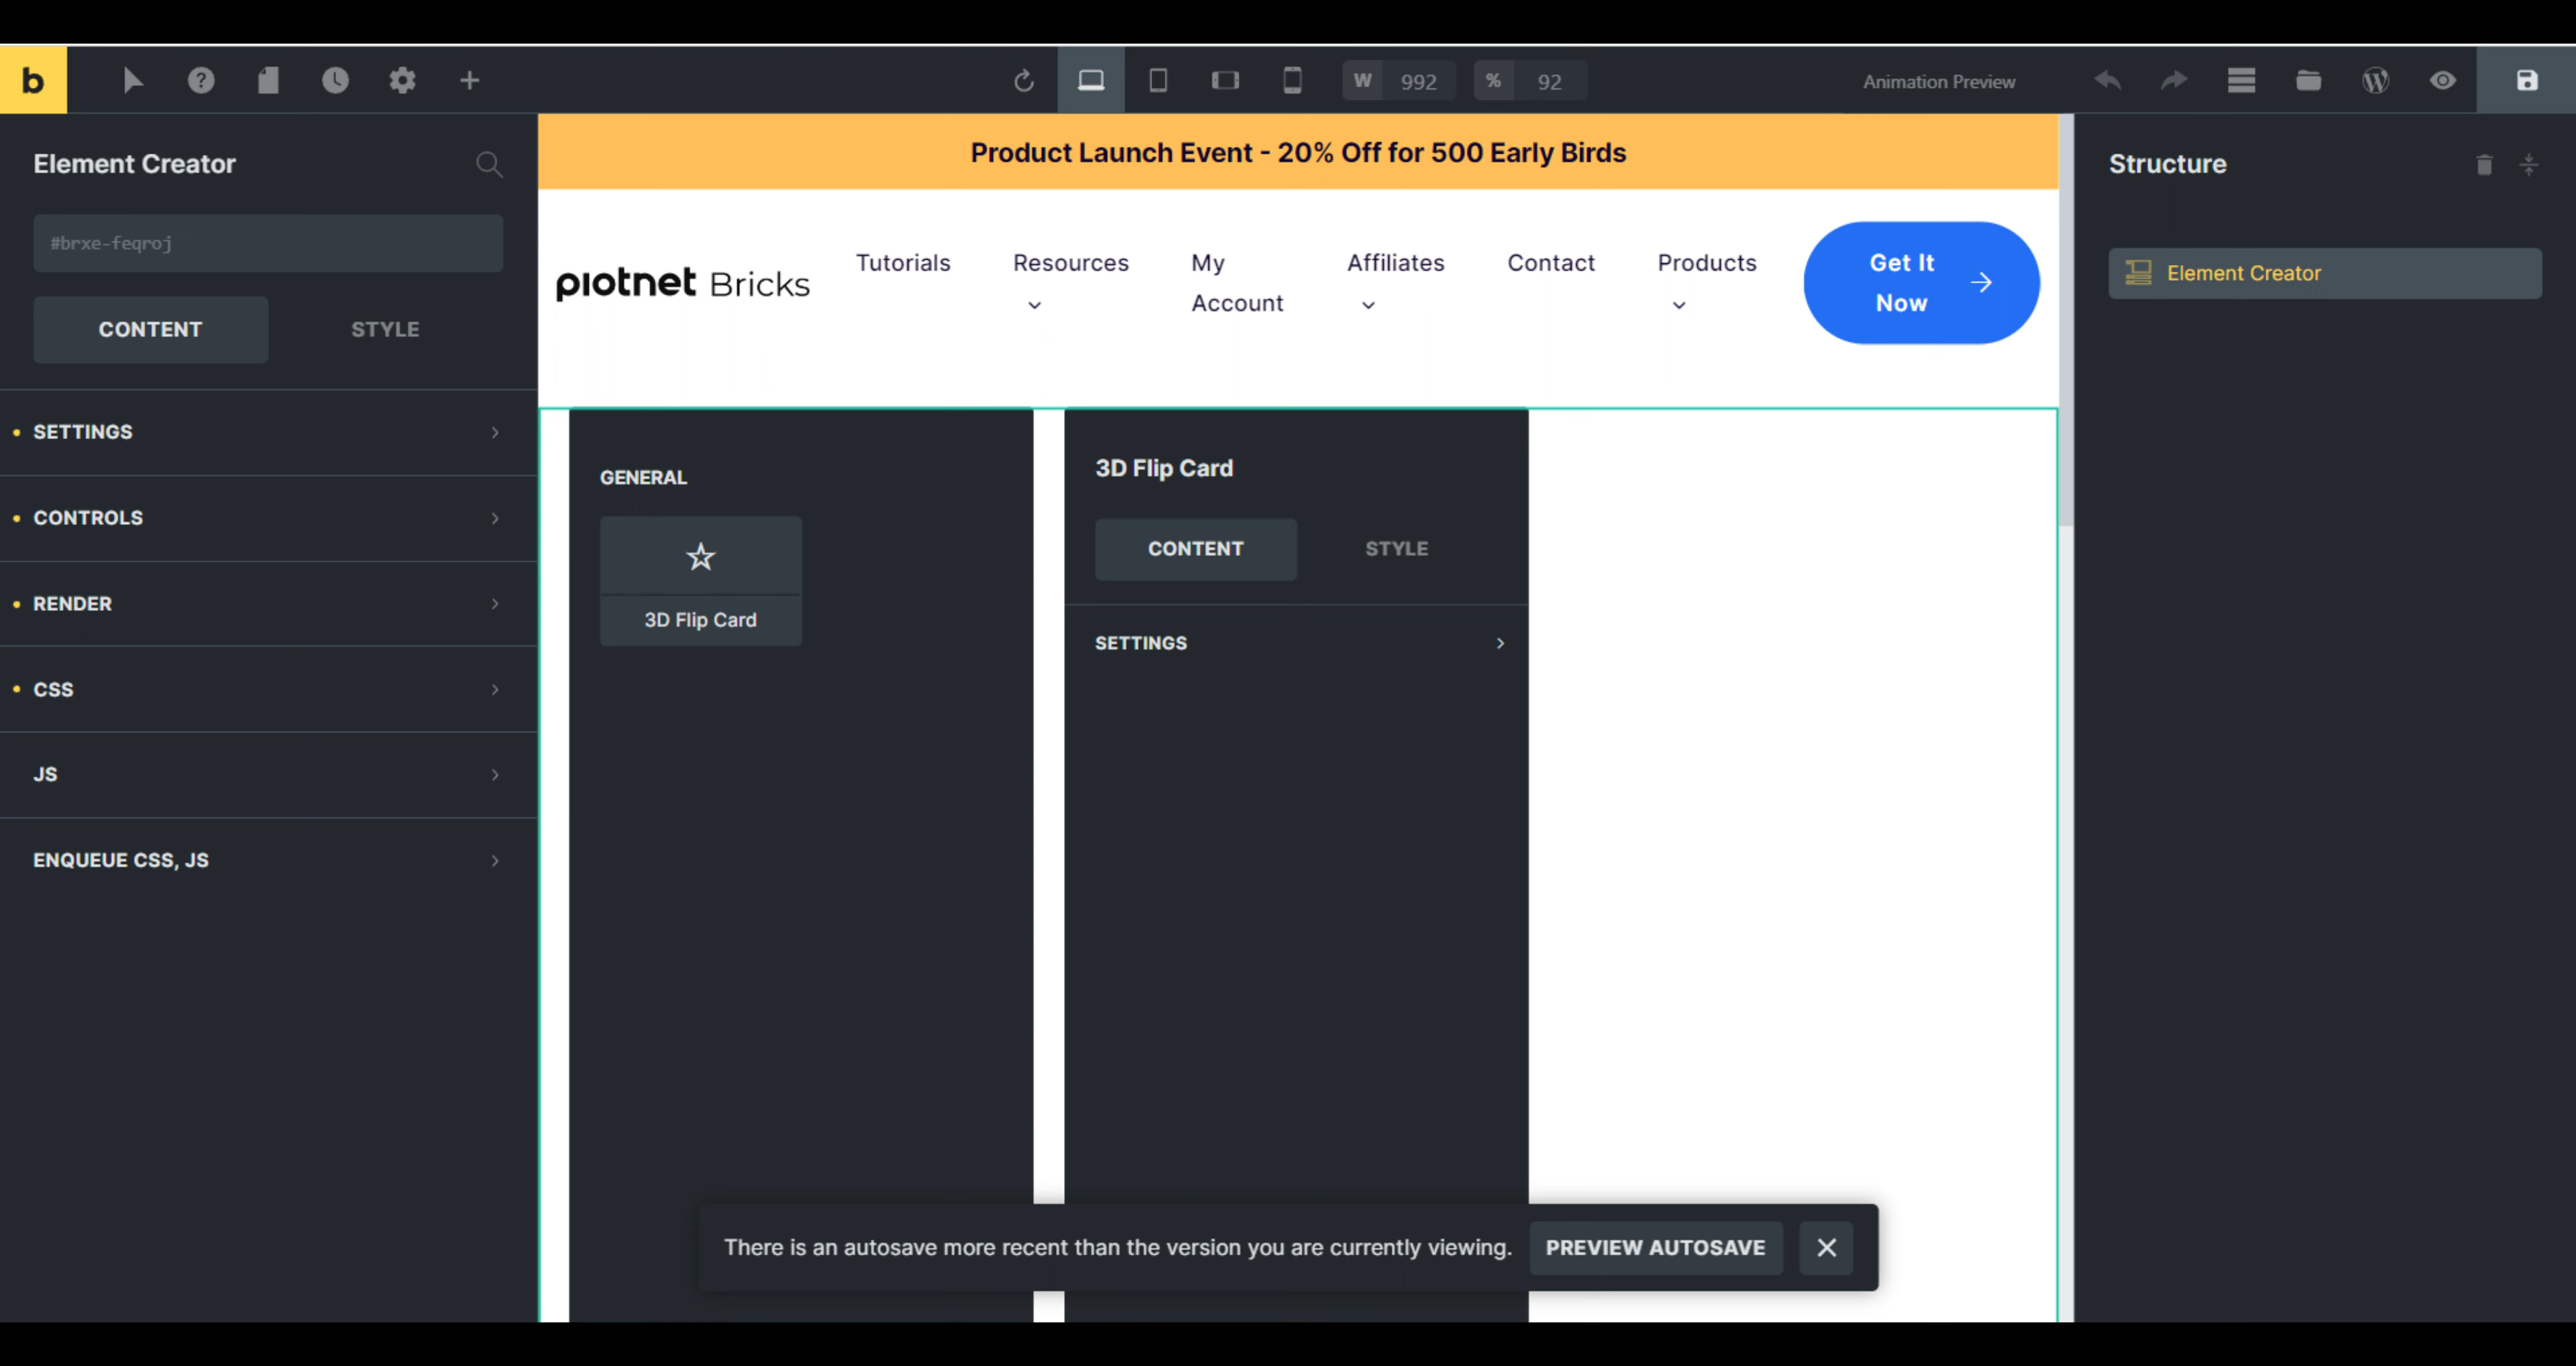 b
W 992 % 92
Animation Preview
Element Creator
#brxe-feqroj
CONTENT STYLE
SETTINGS
CONTROLS
RENDER
CSS
JS
ENQUEUE CSS, JS
Product Launch Event - 20% Off for 500 Early Birds
piotnet Bricks
Tutorials
Resources
My
Account
Affiliates
Contact
Products
Get It
Now
GENERAL
3D Flip Card
3D Flip Card
CONTENT STYLE
SETTINGS
There is an autosave more recent than the version you are currently viewing. PREVIEW AUTOSAVE
Structure
Element Creator